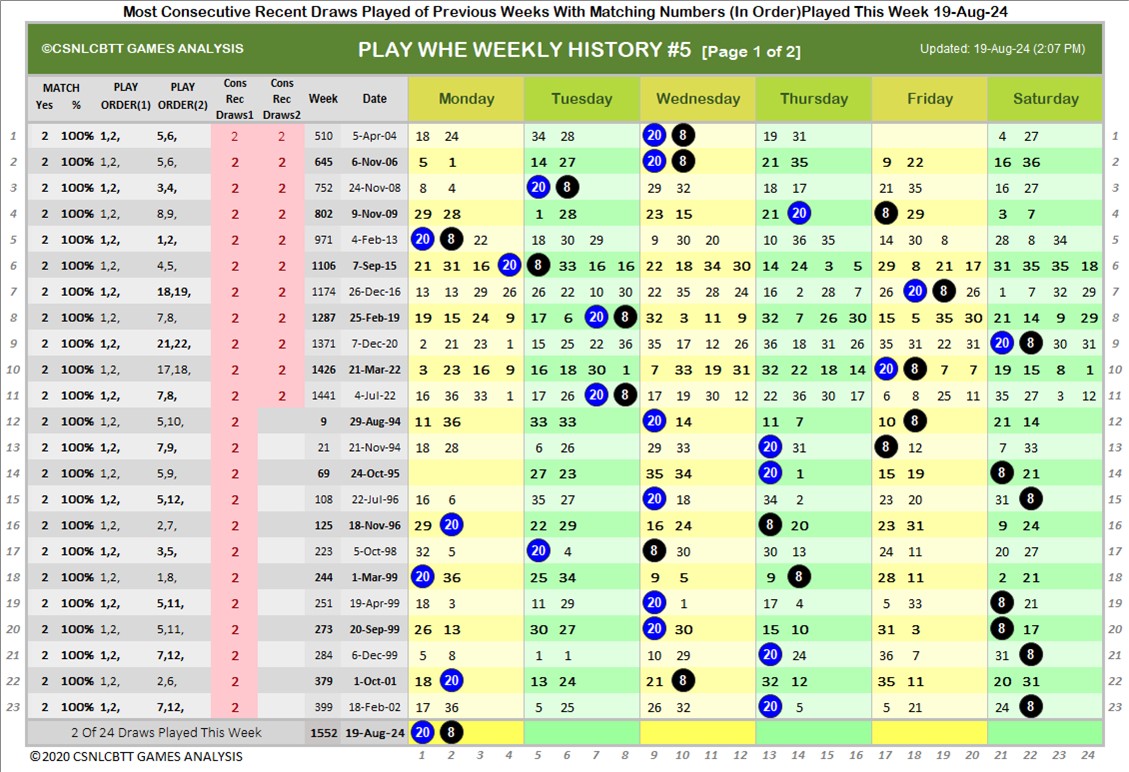 Most Consecutive Recent Draws Played of Previous Weeks With Matching Numbers (In Order)Played This Week 19-Aug-24
©CSNLCBTT GAMES ANALYSIS PLAY WHE WEEKLY HISTORY #5 [Page 1 of 2] Updated: 19-Aug-24 (2:07 PM)
MATCH Yes % PLAY ORDER(1) PLAY ORDER(2) Cons Rec Draws1 Cons Rec Draws2 Week Date Monday Tuesday Wednesday Thursday Friday Saturday
1 2 100% 1,2, 5,6, 2 2 510 5-Apr-04 18 24 34 28 20 8 19 31 4 27 1
2 2 100% 1,2, 5,6, 2 2 645 6-Nov-06 5 1 14 27 20 8 21 35 9 22 16 36 2
3 2 100% 1,2, 3,4, 2 2 752 24-Nov-08 8 4 20 8 29 32 18 17 21 35 16 27 3
4 2 100% 1,2, 8,9, 2 2 802 9-Nov-09 29 28 1 28 23 15 21 20 8 29 3 7 4
5 2 100% 1,2, 1,2, 2 2 971 4-Feb-13 20 8 22 18 30 29 9 30 20 10 36 35 14 30 8 28 8 34 5
6 2 100% 1,2, 4,5, 2 2 1106 7-Sep-15 21 31 16 20 8 33 16 16 22 18 34 30 14 24 3 5 29 8 21 17 31 35 35 18 6
7 2 100% 1,2, 18,19, 2 2 1174 26-Dec-16 13 13 29 26 26 22 10 30 22 35 28 24 16 2 28 7 26 20 8 26 1 7 32 29 7
8 2 100% 1,2, 7,8, 2 2 1287 25-Feb-19 19 15 24 9 17 6 20 8 32 3 11 9 32 7 26 30 15 5 35 30 21 14 9 29 8
9 2 100% 1,2, 21,22, 2 2 1371 7-Dec-20 2 21 23 1 15 25 22 36 35 17 12 26 36 18 31 26 35 31 22 31 20 8 30 31 9
10 2 100% 1,2, 17,18, 2 2 1426 21-Mar-22 3 23 16 9 16 18 30 1 7 33 19 31 32 22 18 14 20 8 7 7 19 15 8 1 10
11 2 100% 1,2, 7,8, 2 2 1441 4-Jul-22 16 36 33 1 17 26 20 8 17 19 30 12 22 36 30 17 6 8 25 11 35 27 3 12 11
12 2 100% 1,2, 5,10, 2 9 29-Aug-94 11 36 33 33 20 14 11 7 10 8 21 14 12
13 2 100% 1,2, 7,9, 2 21 21-Nov-94 18 28 6 26 29 33 20 31 8 12 7 33 13
14 2 100% 1,2, 5,9, 2 69 24-Oct-95 27 23 35 34 20 1 15 19 8 21 14
15 2 100% 1,2, 5,12, 2 108 22-Jul-96 16 6 35 27 20 18 34 2 23 20 31 8 15
16 2 100% 1,2, 2,7, 2 125 18-Nov-96 29 20 22 29 16 24 8 20 23 31 9 24 16
17 2 100% 1,2, 3,5, 2 223 5-Oct-98 32 5 20 4 8 30 30 13 24 11 20 27 17
18 2 100% 1,2, 1,8, 2 244 1-Mar-99 20 36 25 34 9 5 9 8 28 11 2 21 18
19 2 100% 1,2, 5,11, 2 251 19-Apr-99 18 3 11 29 20 1 17 4 5 33 8 21 19
20 2 100% 1,2, 5,11, 2 273 20-Sep-99 26 13 30 27 20 30 15 10 31 3 8 17 20
21 2 100% 1,2, 7,12, 2 284 6-Dec-99 5 8 1 1 10 29 20 24 36 7 31 8 21
22 2 100% 1,2, 2,6, 2 379 1-Oct-01 18 20 13 24 21 8 32 12 35 11 20 31 22
23 2 100% 1,2, 7,12, 2 399 18-Feb-02 17 36 5 25 26 32 20 5 5 21 24 8 23
2 Of 24 Draws Played This Week 1552 19-Aug-24 20 8
©2020 CSNLCBTT GAMES ANALYSIS 1 2 3 4 5 6 7 8 9 10 11 12 13 14 15 16 17 18 19 20 21 22 23 24